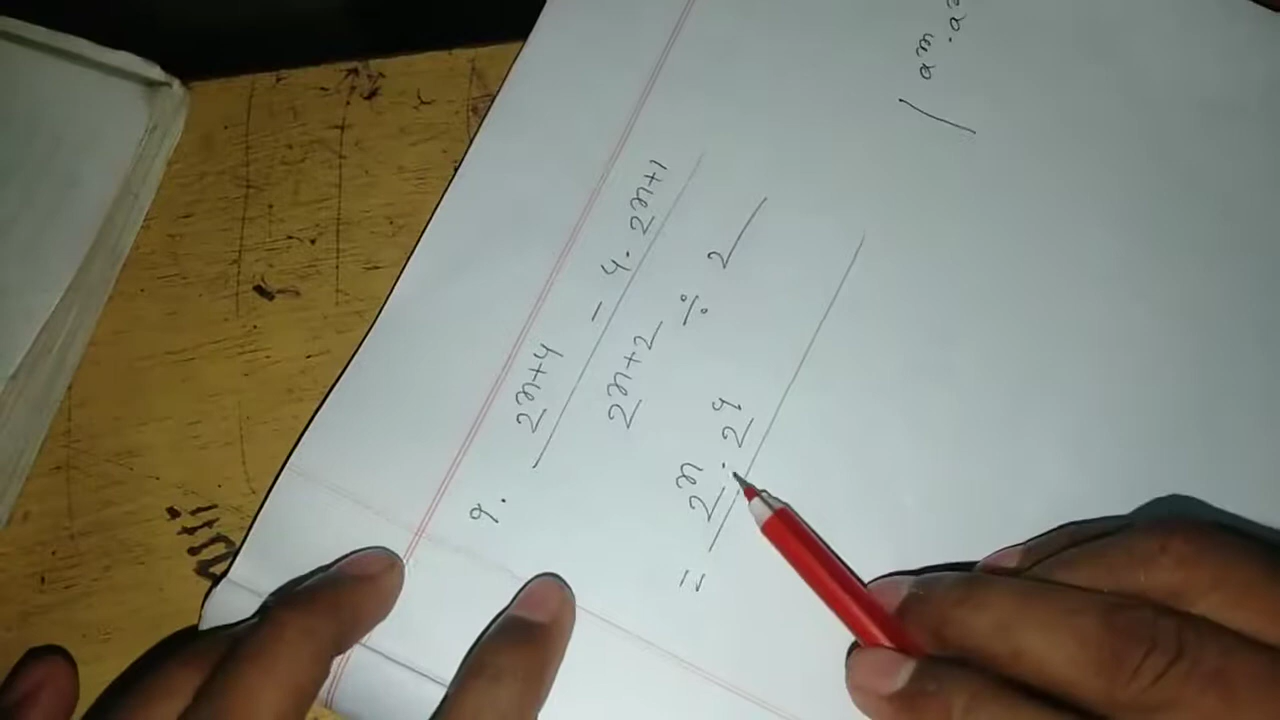 9. 2^{n+4} - 4. 2^{n+1}
2^{n+2} ÷ 2
= 2^n . 2^4
a^m . a